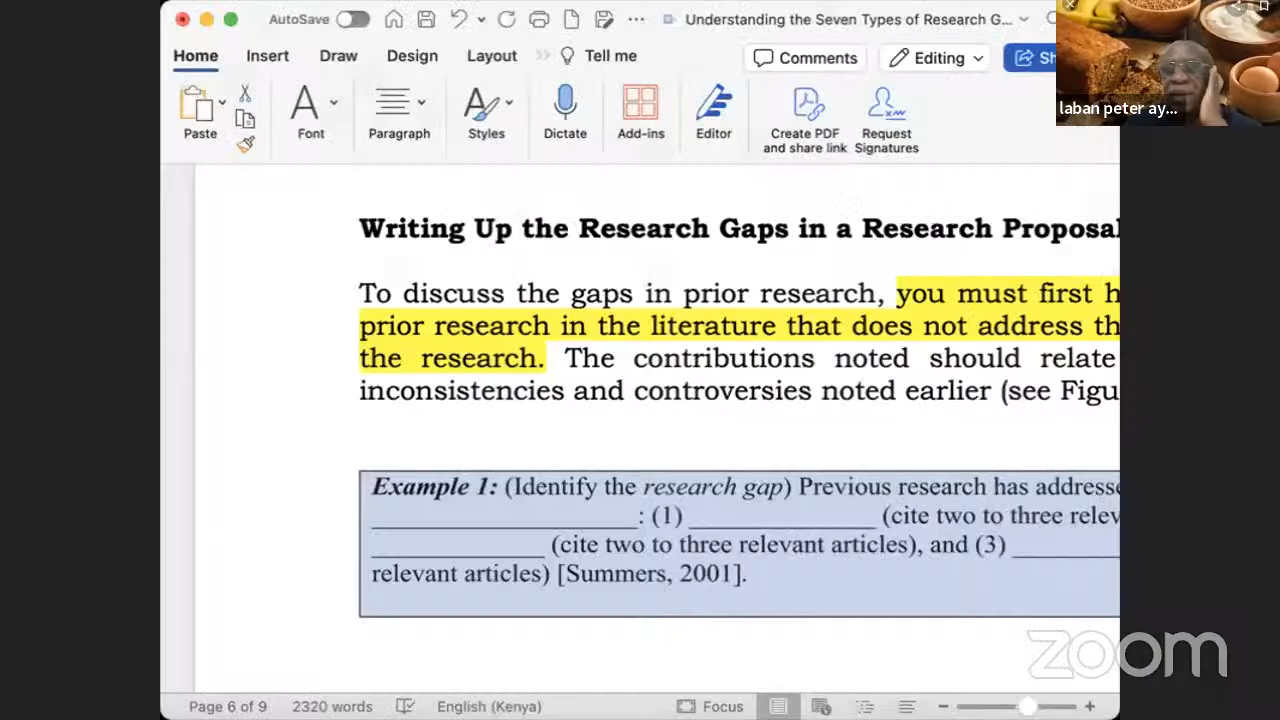 AutoSave
Understanding the Seven Types of Research G...
Home Insert Draw Design Layout Tell me
Comments Editing
Paste Font Paragraph Styles Dictate Add-ins Editor Create PDF and share link Request Signatures
laban peter ay...
Writing Up the Research Gaps in a Research Proposal
To discuss the gaps in prior research, you must first h
prior research in the literature that does not address th
the research. The contributions noted should relate
inconsistencies and controversies noted earlier (see Figu
Example 1: (Identify the research gap) Previous research has addresse
____________________: (1) ______________ (cite two to three relev
_____________ (cite two to three relevant articles), and (3) ________
relevant articles) [Summers, 2001].
zoom
Page 6 of 9 2320 words English (Kenya) Focus